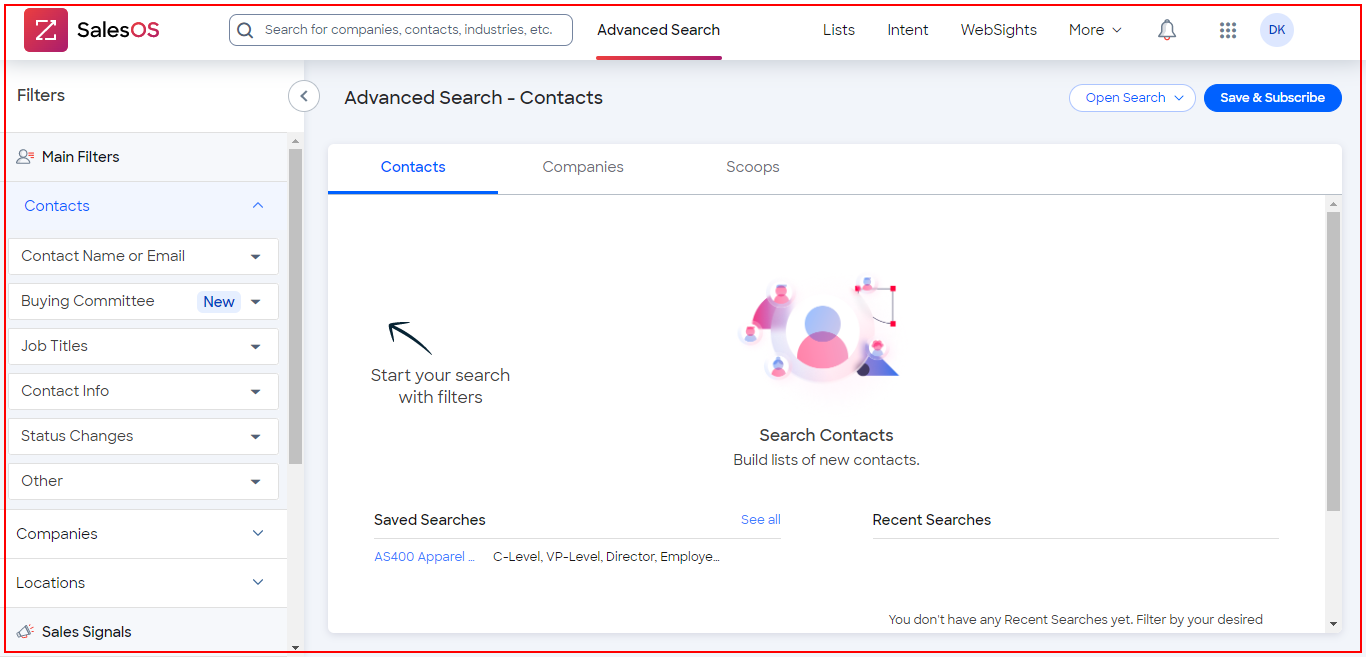 SalesOS
Search for companies, contacts, industries, etc.
Advanced Search
Lists
Intent
WebSights
More
DK
Filters
Main Filters
Contacts
Contact Name or Email
Buying Committee New
Job Titles
Contact Info
Status Changes
Other
Companies
Locations
Sales Signals
Advanced Search - Contacts
Open Search
Save & Subscribe
Contacts
Companies
Scoops
Start your search
with filters
Search Contacts
Build lists of new contacts.
Saved Searches
See all
AS400 Apparel ...
C-Level, VP-Level, Director, Employe...
Recent Searches
You don't have any Recent Searches yet. Filter by your desired